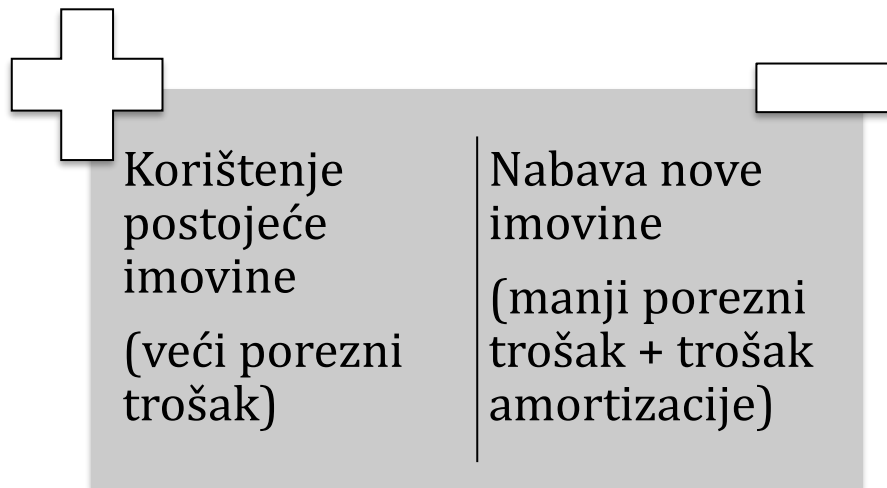 Korištenje
postojeće
imovine
(veći porezni
trošak)
Nabava nove
imovine
(manji porezni
trošak + trošak
amortizacije)